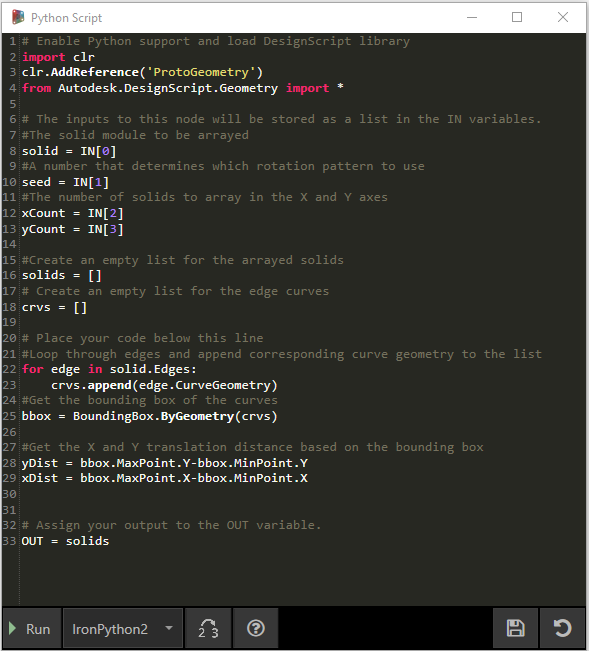 Python Script
1 # Enable Python support and load DesignScript library
2 import clr
3 clr.AddReference('ProtoGeometry')
4 from Autodesk.DesignScript.Geometry import *
5
6 # The inputs to this node will be stored as a list in the IN variables.
7 #The solid module to be arrayed
8 solid = IN[0]
9 #A number that determines which rotation pattern to use
10 seed = IN[1]
11 #The number of solids to array in the X and Y axes
12 xCount = IN[2]
13 yCount = IN[3]
14
15 #Create an empty list for the arrayed solids
16 solids = []
17 # Create an empty list for the edge curves
18 crvs = []
19
20 # Place your code below this line
21 #Loop through edges and append corresponding curve geometry to the list
22 for edge in solid.Edges:
23     crvs.append(edge.CurveGeometry)
24 #Get the bounding box of the curves
25 bbox = BoundingBox.ByGeometry(crvs)
26
27 #Get the X and Y translation distance based on the bounding box
28 yDist = bbox.MaxPoint.Y-bbox.MinPoint.Y
29 xDist = bbox.MaxPoint.X-bbox.MinPoint.X
30
31
32 # Assign your output to the OUT variable.
33 OUT = solids
Run IronPython2 2 3 ?